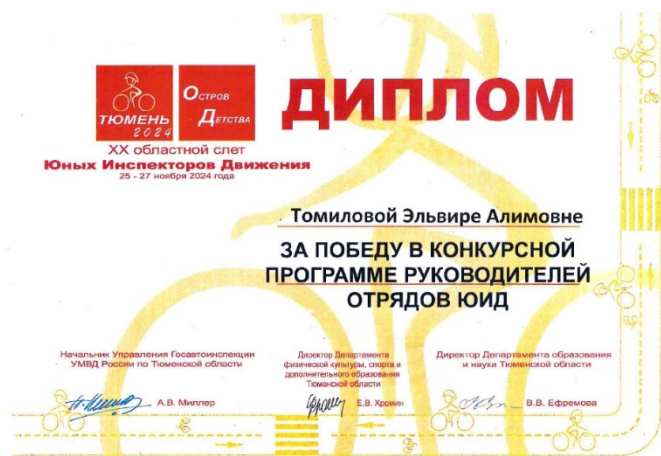 ТЮМЕНЬ
2024
ОСТРОВ
ДЕТСТВА
ДИПЛОМ
XX областной слет
Юных Инспекторов Движения
25 - 27 ноября 2024 года
Томиловой Эльвире Алимовне
ЗА ПОБЕДУ В КОНКУРСНОЙ
ПРОГРАММЕ РУКОВОДИТЕЛЕЙ
ОТРЯДОВ ЮИД
Начальник Управления Госавтоинспекции
УМВД России по Тюменской области
А.В. Миллер
Директор Департамента
физической культуры, спорта и
дополнительного образования
Тюменской области
Е.В. Хромин
Директор Департамента образования
и науки Тюменской области
В.В. Ефремова